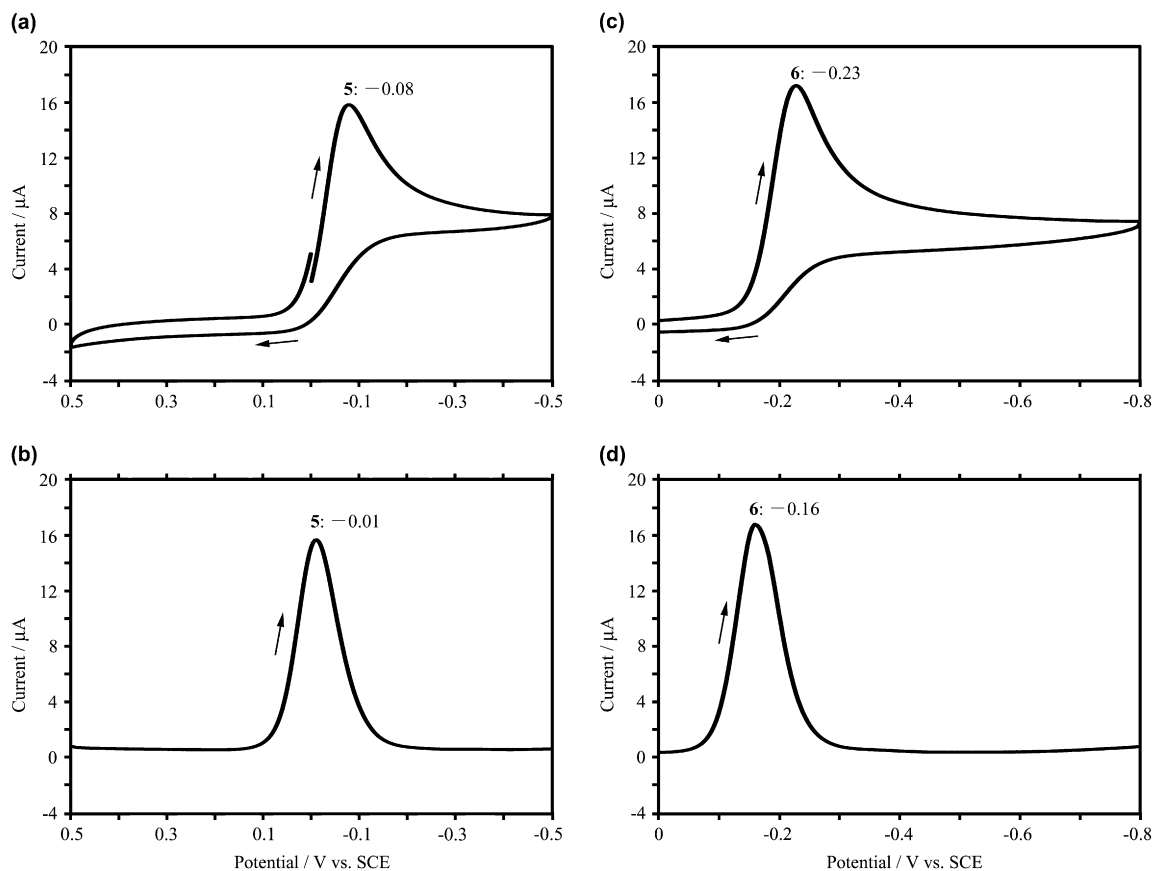 (a)
20
16
12
8
4
0
-4
Current / μA
5: −0.08
0.5 0.3 0.1 -0.1 -0.3 -0.5
(c)
20
16
12
8
4
0
-4
Current / μA
6: −0.23
0 -0.2 -0.4 -0.6 -0.8
(b)
20
16
12
8
4
0
-4
Current / μA
5: −0.01
0.5 0.3 0.1 -0.1 -0.3 -0.5
Potential / V vs. SCE
(d)
20
16
12
8
4
0
-4
Current / μA
6: −0.16
0 -0.2 -0.4 -0.6 -0.8
Potential / V vs. SCE